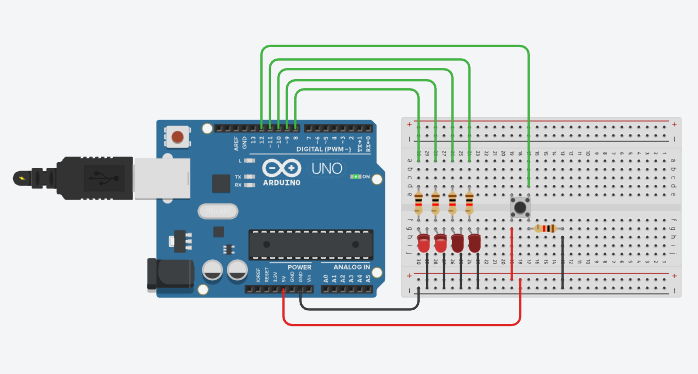 AREF
GND
13
12
~11
~10
~9
8
7
~6
~5
4
~3
2
TX→1
RX←0
DIGITAL (PWM~)
L
TX
RX
UNO
ON
ARDUINO
POWER
ANALOG IN
IOREF
RESET
3.3V
5V
GND
GND
Vin
A0
A1
A2
A3
A4
A5
+
−
+
−
a b c d e
a b c d e
f g h i j
f g h i j
+
−
+
−